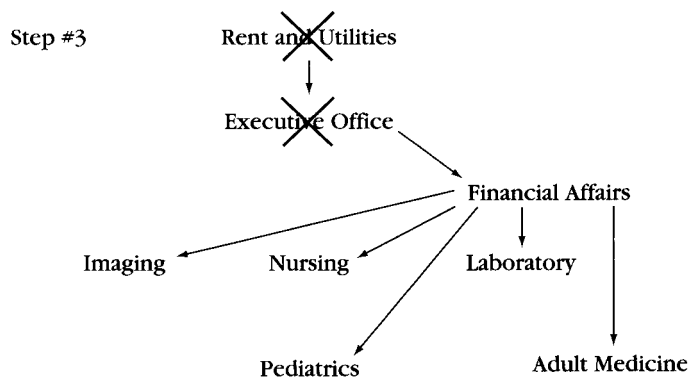 Step #3
Rent and Utilities
Executive Office
Financial Affairs
Imaging
Nursing
Laboratory
Pediatrics
Adult Medicine